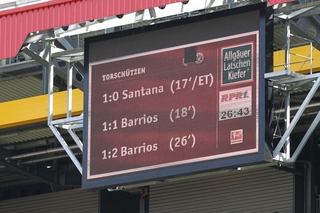 TORSCHÜTZEN
1:0 Santana (17'/ET)
1:1 Barrios (18')
1:2 Barrios (26')
Allgäuer
Latschen
Kiefer
RPR1.
26:43